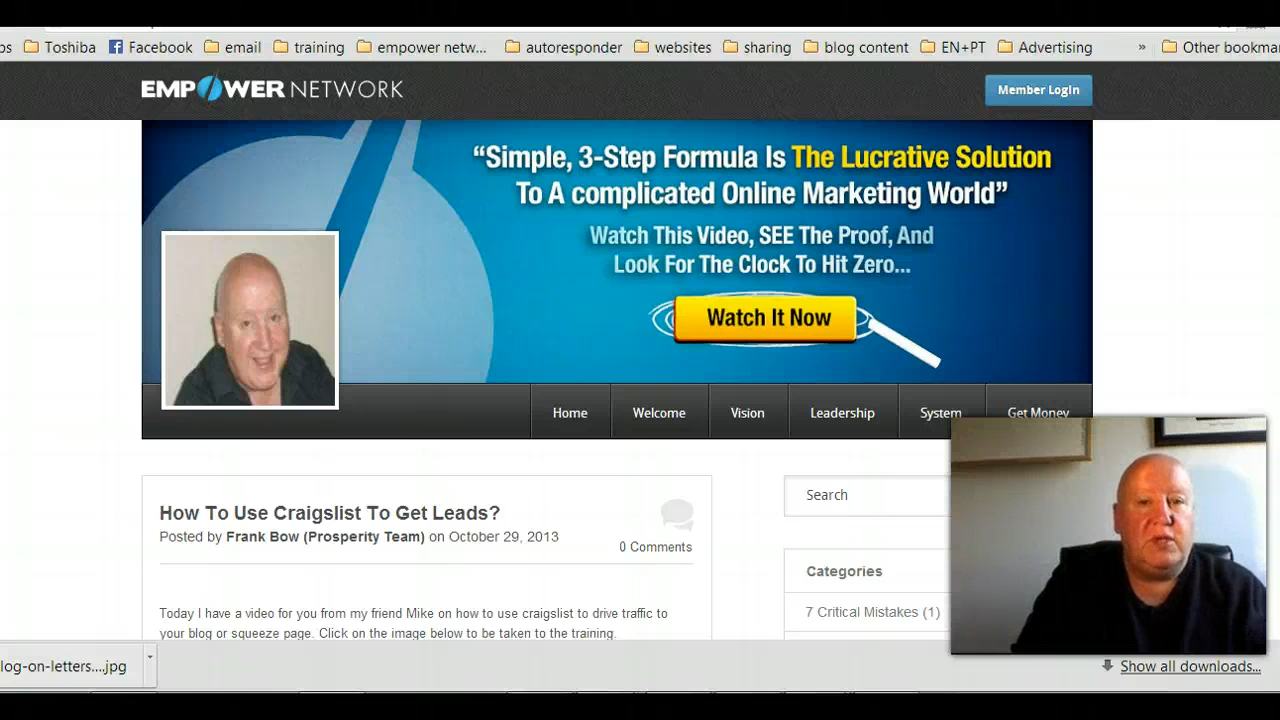 ps Toshiba Facebook email training empower netw... autoresponder websites sharing blog content EN+PT Advertising » Other bookmar
EMPOWER NETWORK
Member LogIn
“Simple, 3-Step Formula Is The Lucrative Solution
To A complicated Online Marketing World”
Watch This Video, SEE The Proof, And
Look For The Clock To Hit Zero...
Watch It Now
Home Welcome Vision Leadership System Get Money
How To Use Craigslist To Get Leads?
Posted by Frank Bow (Prosperity Team) on October 29, 2013
0 Comments
Search
Categories
7 Critical Mistakes (1)
Today I have a video for you from my friend Mike on how to use craigslist to drive traffic to
your blog or squeeze page. Click on the image below to be taken to the training.
log-on-letters....jpg
Show all downloads...